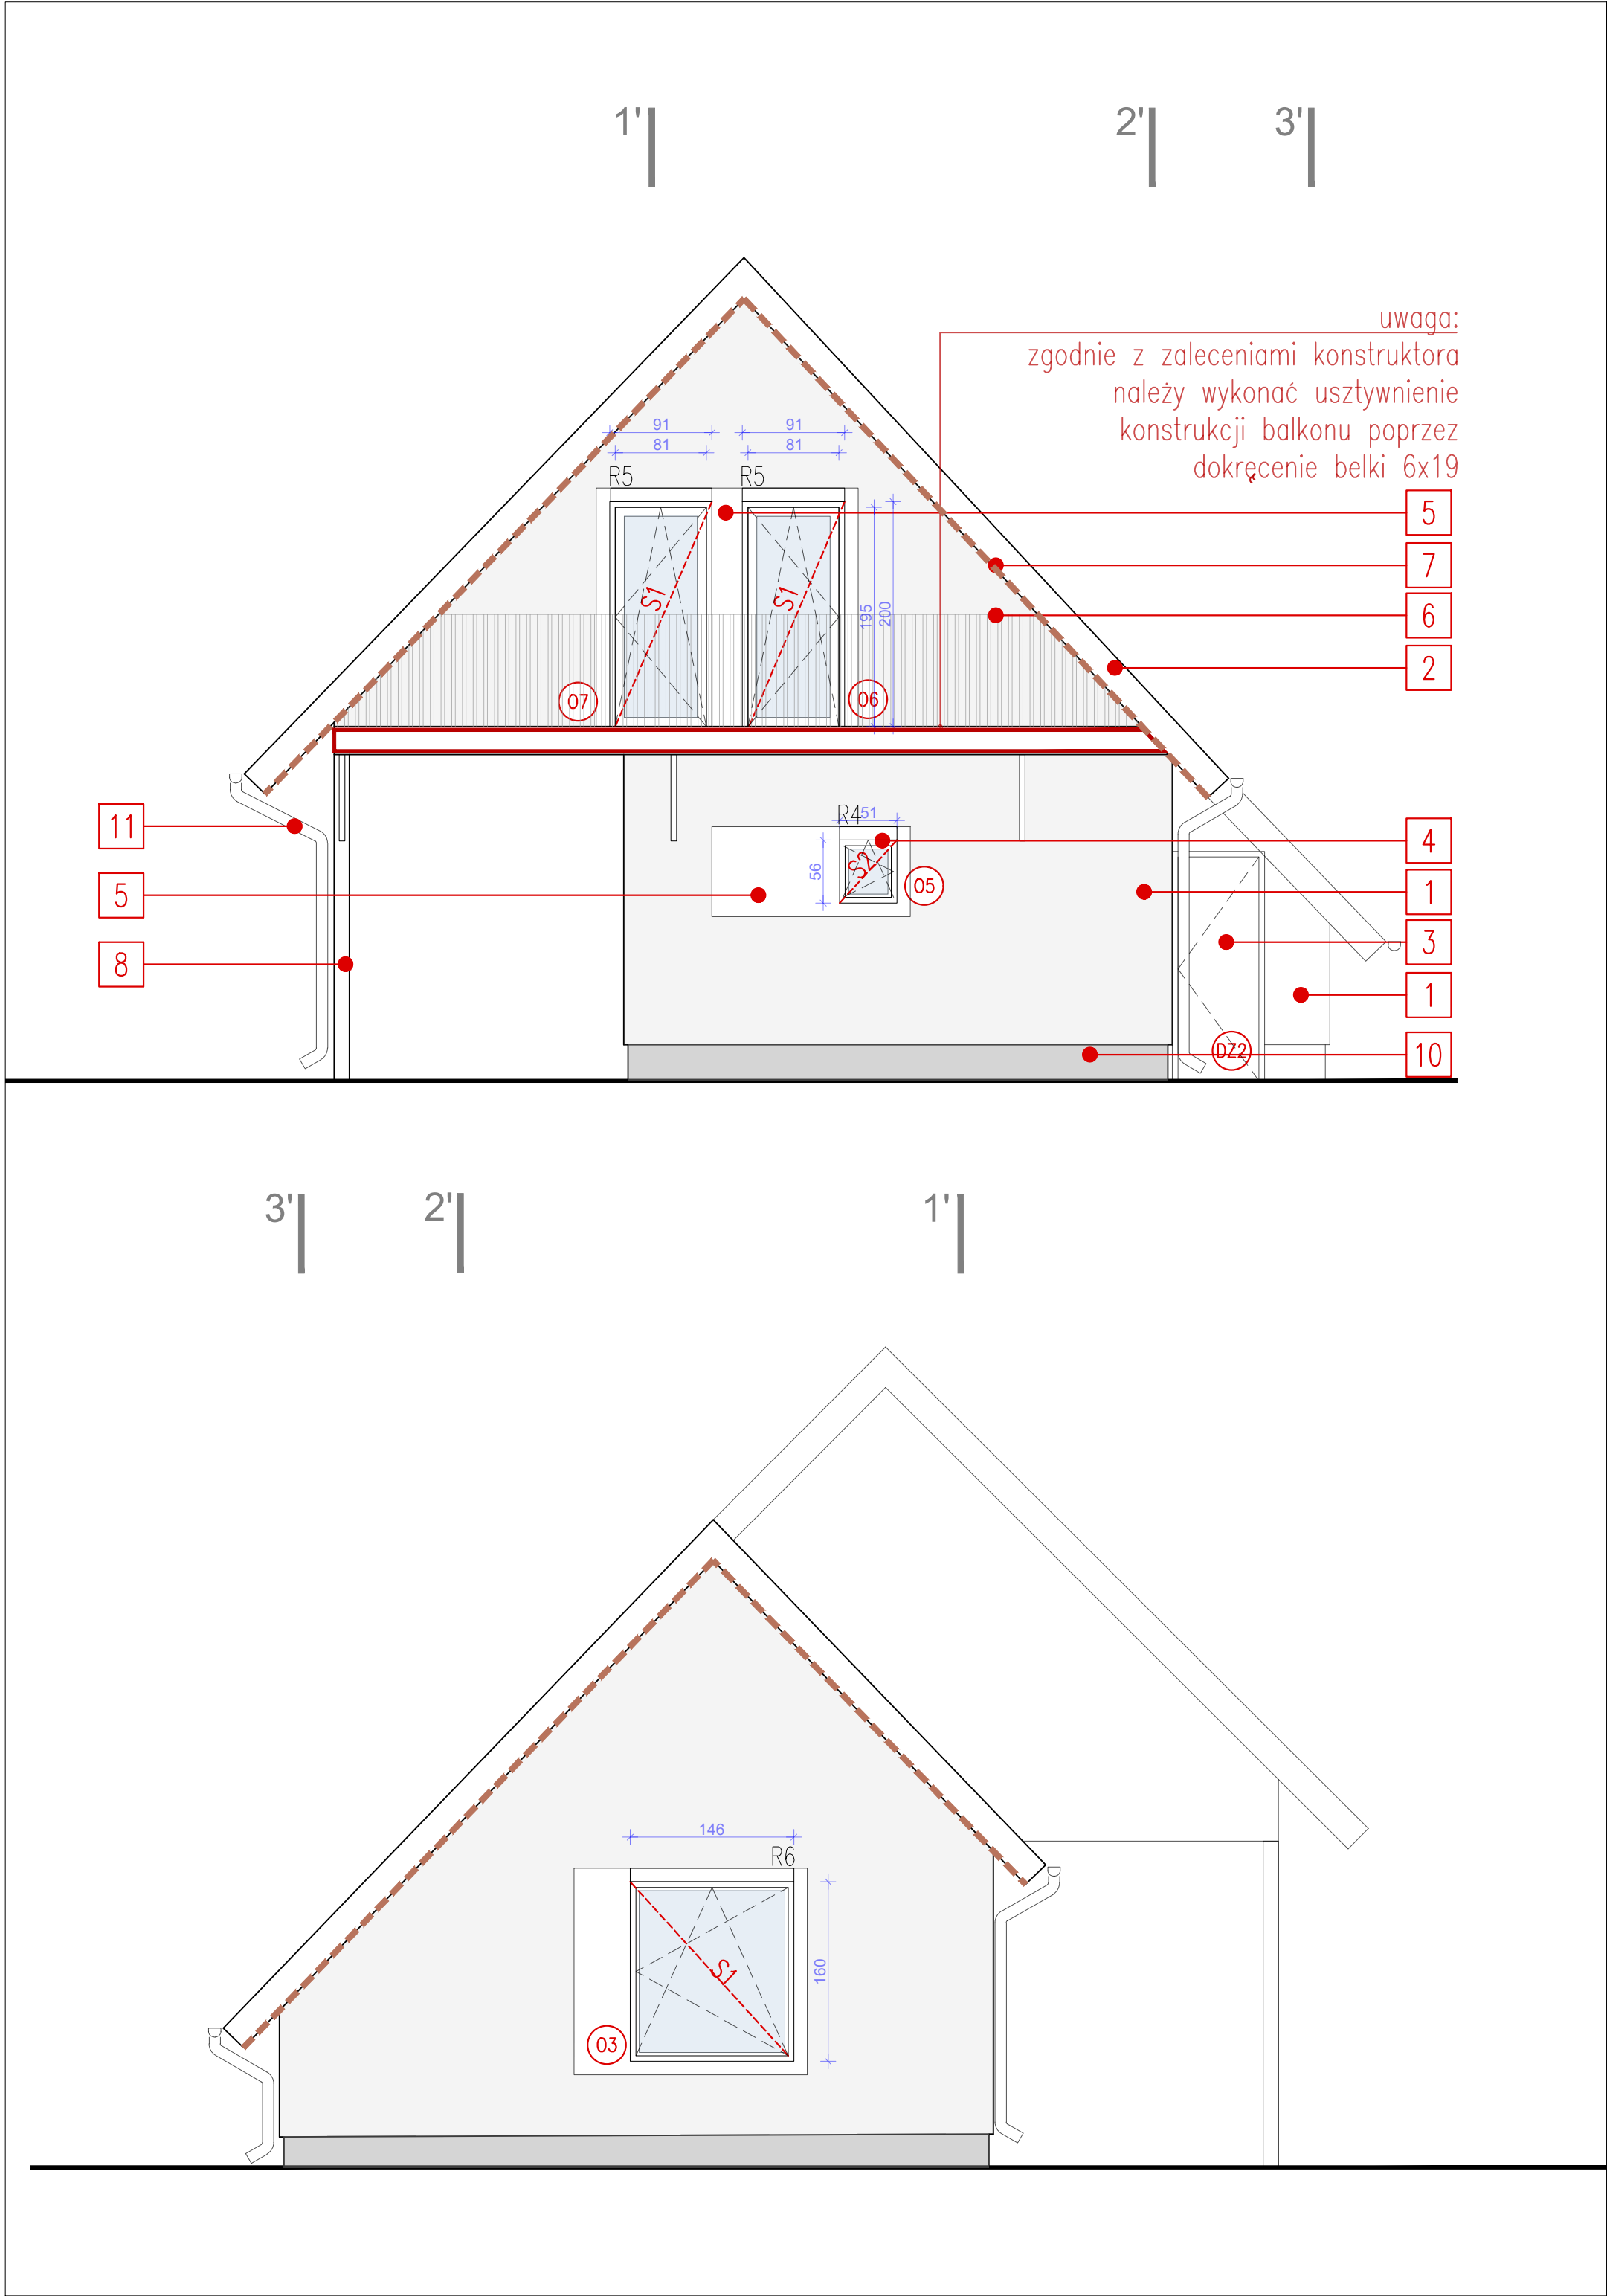 1' 2' 3'
uwaga:
zgodnie z zaleceniami konstruktora
należy wykonać usztywnienie
konstrukcji balkonu poprzez
dokręcenie belki 6x19
91 91
81 81
R5 R5
5
7
6
2
S1 S1
195
200
07 06
11
R4 51
4
S2
56
05
5
1
3
8
1
DZ2
10
3' 2' 1'
146
R6
160
S1
03